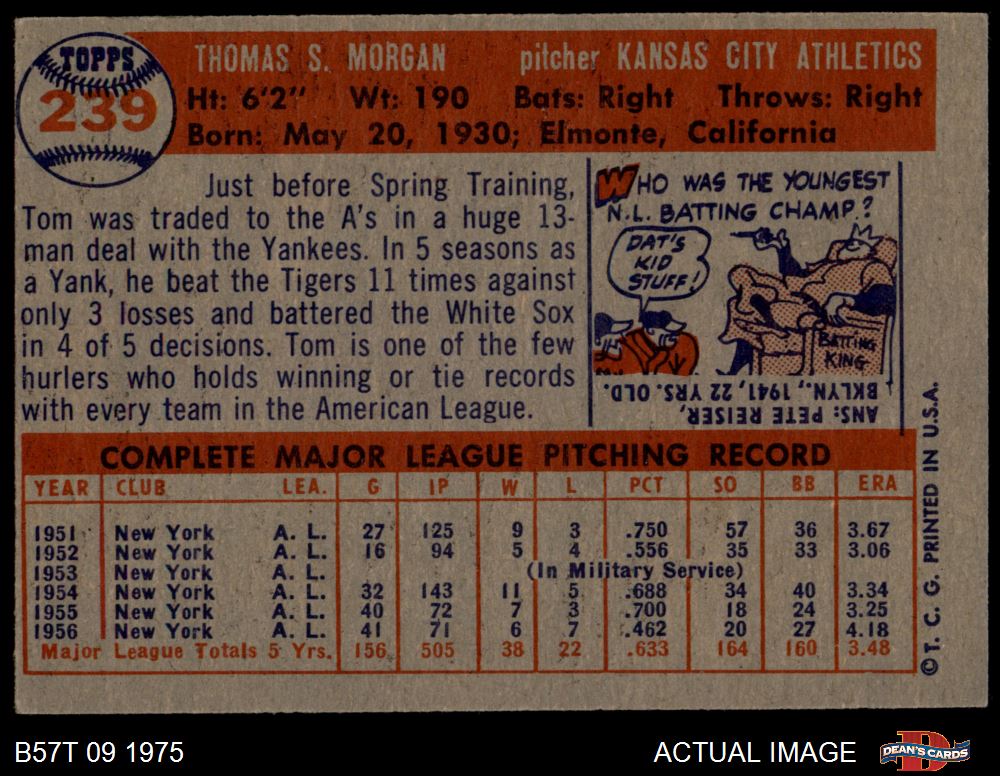 TOPPS
239
THOMAS S. MORGAN pitcher KANSAS CITY ATHLETICS
Ht: 6'2" Wt: 190 Bats: Right Throws: Right
Born: May 20, 1930; Elmonte, California
Just before Spring Training,
Tom was traded to the A's in a huge 13-
man deal with the Yankees. In 5 seasons as
a Yank, he beat the Tigers 11 times against
only 3 losses and battered the White Sox
in 4 of 5 decisions. Tom is one of the few
hurlers who holds winning or tie records
with every team in the American League.
WHO WAS THE YOUNGEST
N.L. BATTING CHAMP.?
DAT'S
KID
STUFF!
BATTING
KING
ANS: PETE REISER,
BKLYN., 1941, 22 YRS. OLD.
COMPLETE MAJOR LEAGUE PITCHING RECORD
YEAR CLUB LEA. G IP W L PCT SO BB ERA
1951 New York A. L. 27 125 9 3 .750 57 36 3.67
1952 New York A. L. 16 94 5 4 .556 35 33 3.06
1953 New York A. L. (In Military Service)
1954 New York A. L. 32 143 11 5 .688 34 40 3.34
1955 New York A. L. 40 72 7 3 .700 18 24 3.25
1956 New York A. L. 41 71 6 7 .462 20 27 4.18
Major League Totals 5 Yrs. 156 505 38 22 .633 164 160 3.48
© T. C. G. PRINTED IN U.S.A.
B57T 09 1975
ACTUAL IMAGE
DEAN'S CARDS